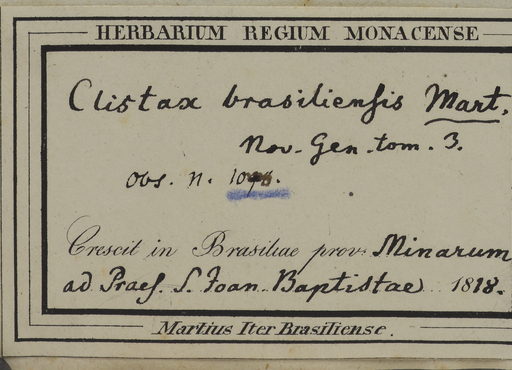 HERBARIUM REGIUM MONACENSE
Clistax brasiliensis Mart.
Nov. Gen. tom. 3.
Obs. n.
Crescit in Brasiliae prov. Minarum
ad Praes. S. Joan. Baptistae 1818.
Martius Iter Brasiliense.